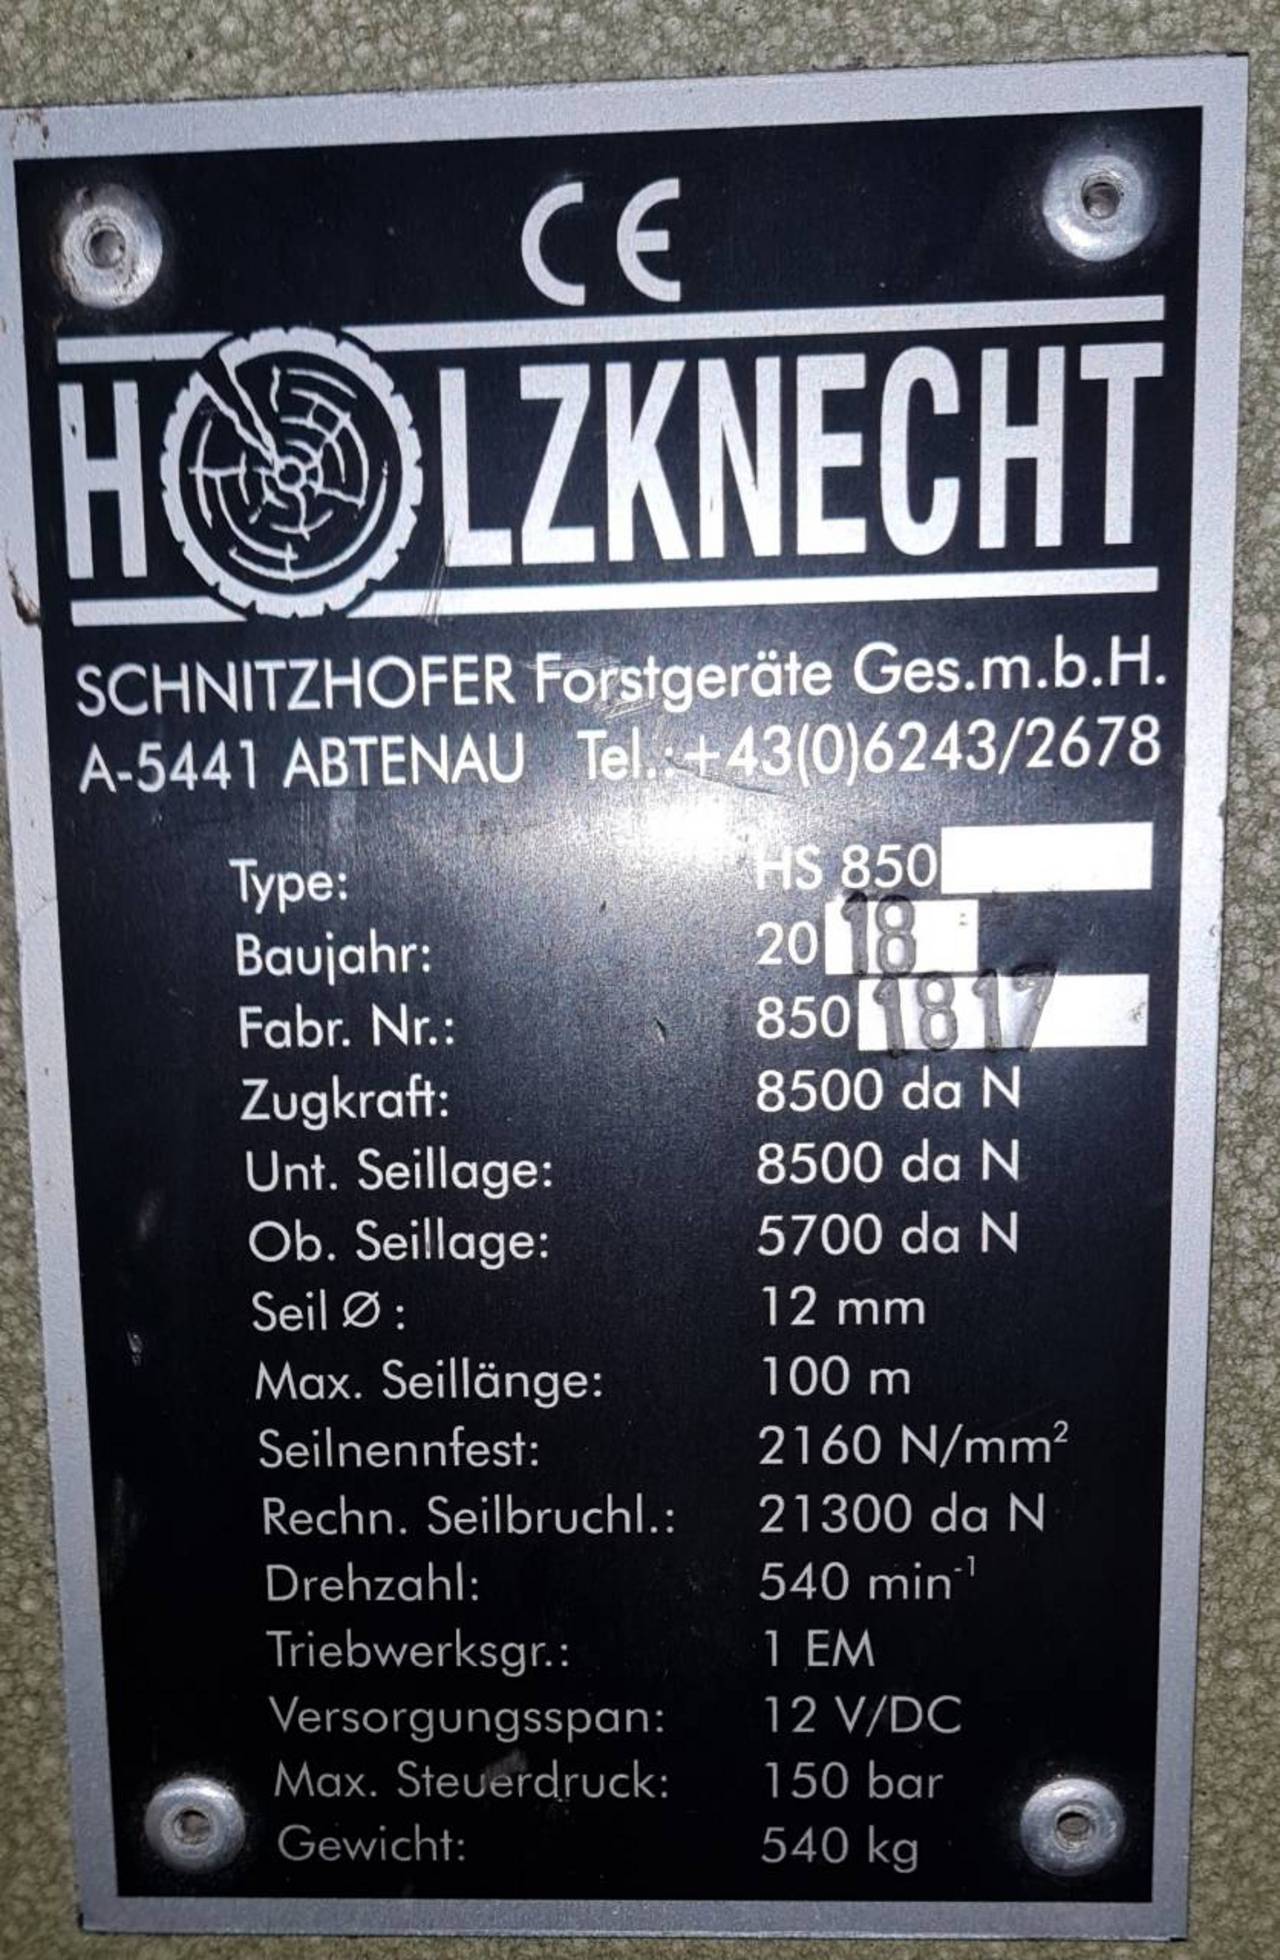 CE
HOLZKNECHT
SCHNITZHOFER Forstgeräte Ges.m.b.H.
A-5441 ABTENAU Tel.:+43(0)6243/2678
Type: HS 850
Baujahr: 2018
Fabr. Nr.: 8501817
Zugkraft: 8500 da N
Unt. Seillage: 8500 da N
Ob. Seillage: 5700 da N
Seil Ø : 12 mm
Max. Seillänge: 100 m
Seilnennfest: 2160 N/mm²
Rechn. Seilbruchl.: 21300 da N
Drehzahl: 540 min⁻¹
Triebwerksgr.: 1 EM
Versorgungsspan: 12 V/DC
Max. Steuerdruck: 150 bar
Gewicht: 540 kg